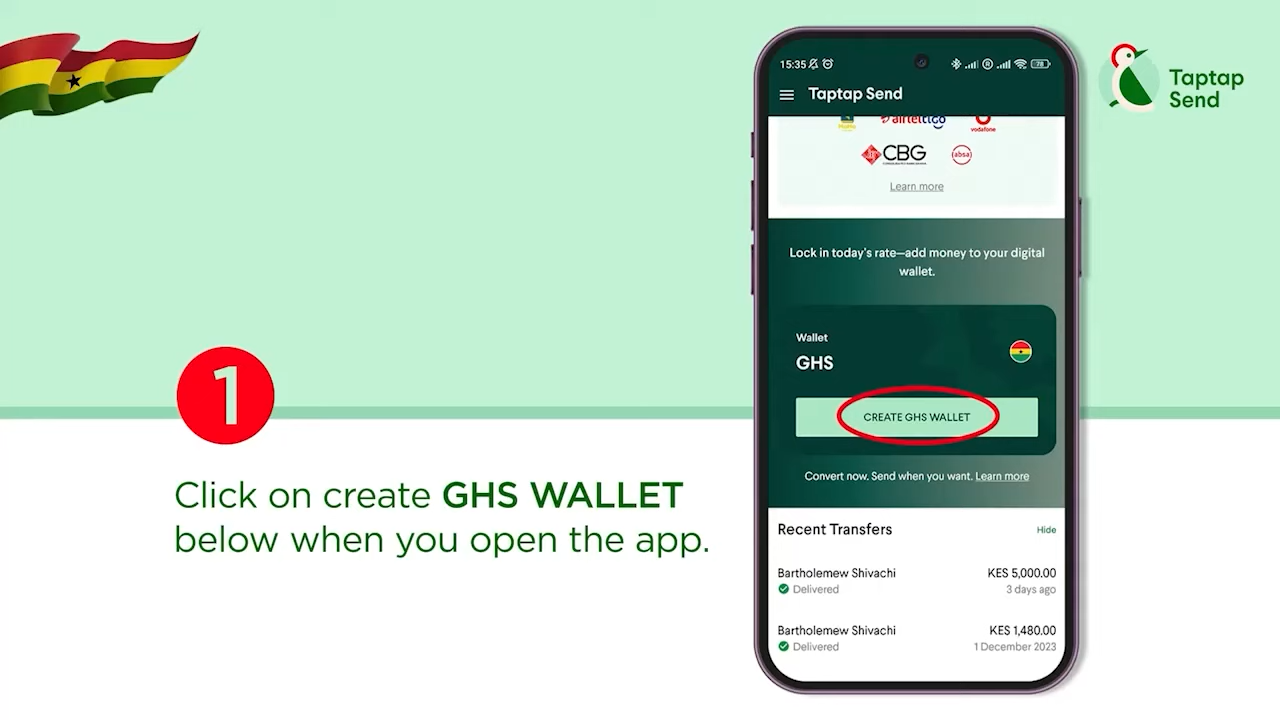 Taptap
Send
15:35
78
Taptap Send
airteltigo
vodafone
CBG
absa
Learn more
Lock in today's rate—add money to your digital
wallet.
Wallet
GHS
CREATE GHS WALLET
Convert now. Send when you want. Learn more
Recent Transfers
Hide
Bartholemew Shivachi
KES 5,000.00
Delivered
3 days ago
Bartholemew Shivachi
KES 1,480.00
Delivered
1 December 2023
1
Click on create GHS WALLET
below when you open the app.